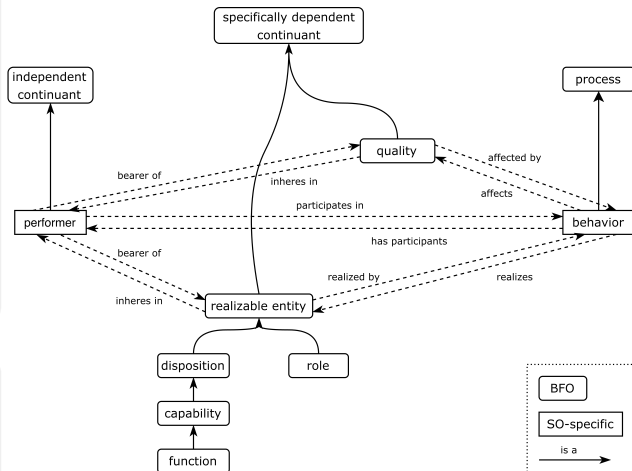 specifically dependent
continuant
independent
continuant
process
quality
bearer of
affected by
inheres in
affects
participates in
performer
behavior
has participants
bearer of
realized by
realizes
inheres in
realizable entity
disposition
role
BFO
capability
SO-specific
is a
function